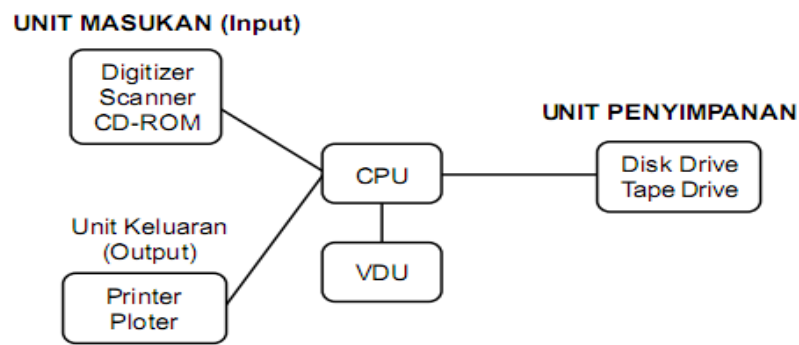 UNIT MASUKAN (Input)
Digitizer
Scanner
CD-ROM
UNIT PENYIMPANAN
CPU
Disk Drive
Tape Drive
Unit Keluaran
(Output)
VDU
Printer
Ploter